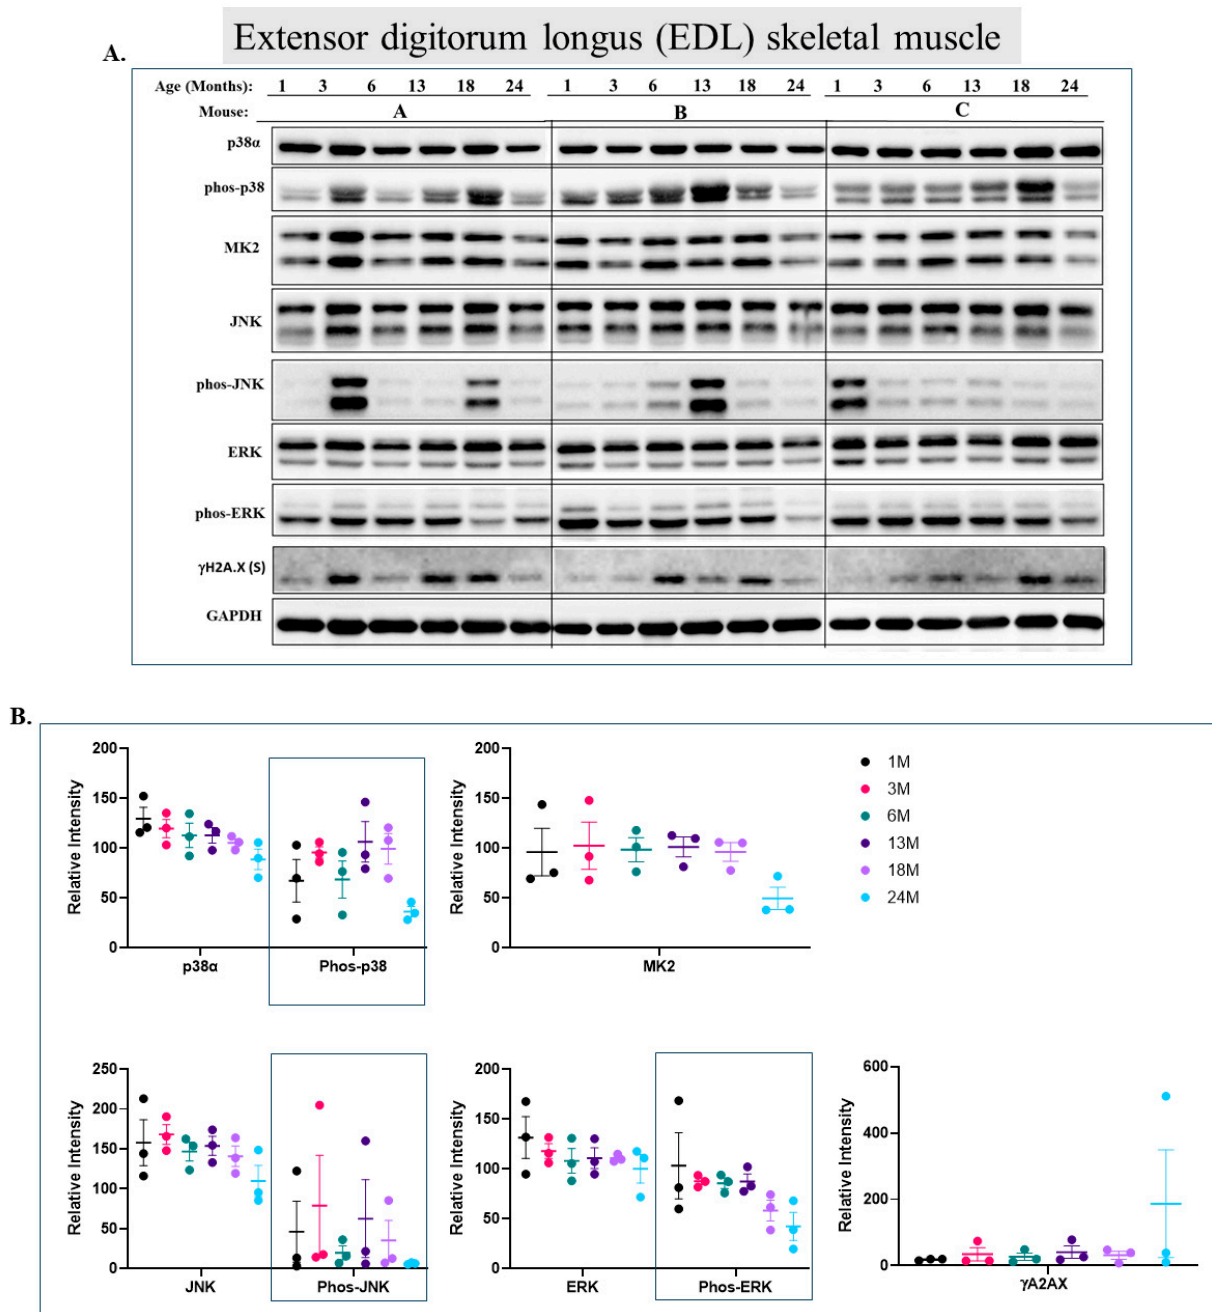 Extensor digitorum longus (EDL) skeletal muscle
A.
Age (Months): 1 3 6 13 18 24 1 3 6 13 18 24 1 3 6 13 18 24
Mouse: A B C
p38α
phos-p38
MK2
JNK
phos-JNK
ERK
phos-ERK
γH2A.X (S)
GAPDH
B.
Relative Intensity
200
150
100
50
0
p38α Phos-p38
Relative Intensity
200
150
100
50
0
MK2
1M
3M
6M
13M
18M
24M
Relative Intensity
250
200
150
100
50
0
JNK Phos-JNK
Relative Intensity
200
150
100
50
0
ERK Phos-ERK
Relative Intensity
600
400
200
0
γA2AX